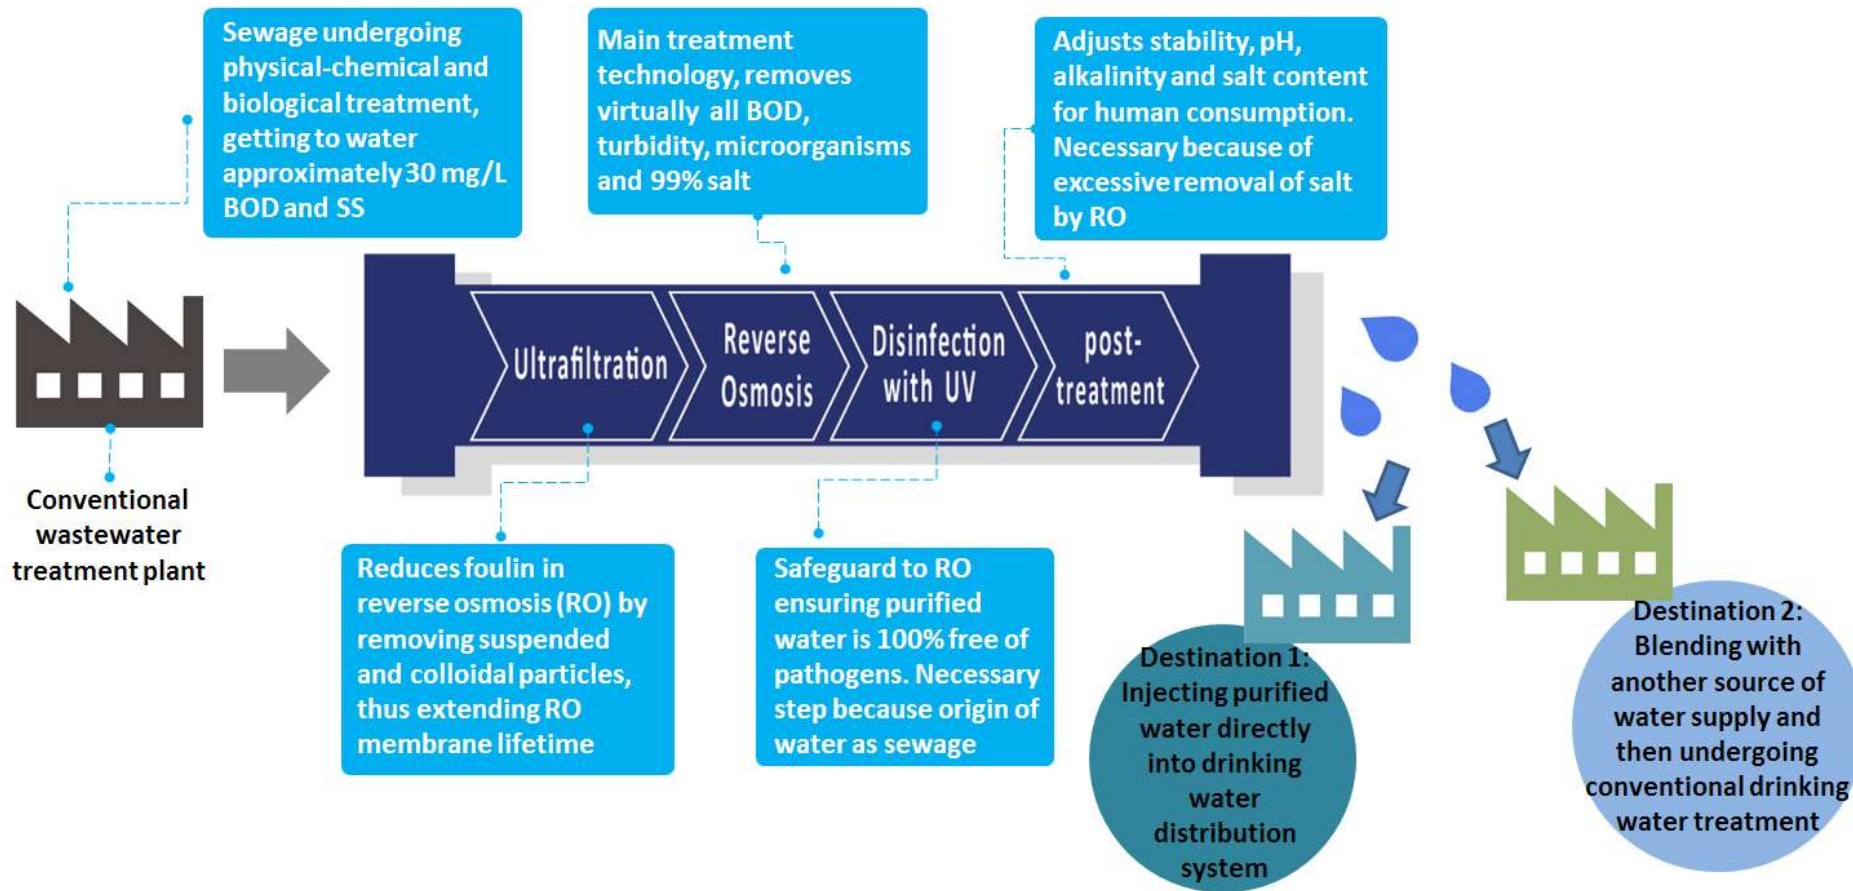 Sewage undergoing
physical-chemical and
biological treatment,
getting to water
approximately 30 mg/L
BOD and SS
Main treatment
technology, removes
virtually all BOD,
turbidity, microorganisms
and 99% salt
Adjusts stability, pH,
alkalinity and salt content
for human consumption.
Necessary because of
excessive removal of salt
by RO
Conventional
wastewater
treatment plant
Ultrafiltration
Reverse
Osmosis
Disinfection
with UV
post-
treatment
Reduces foulin in
reverse osmosis (RO) by
removing suspended
and colloidal particles,
thus extending RO
membrane lifetime
Safeguard to RO
ensuring purified
water is 100% free of
pathogens. Necessary
step because origin of
water as sewage
Destination 1:
Injecting purified
water directly
into drinking
water
distribution
system
Destination 2:
Blending with
another source of
water supply and
then undergoing
conventional drinking
water treatment